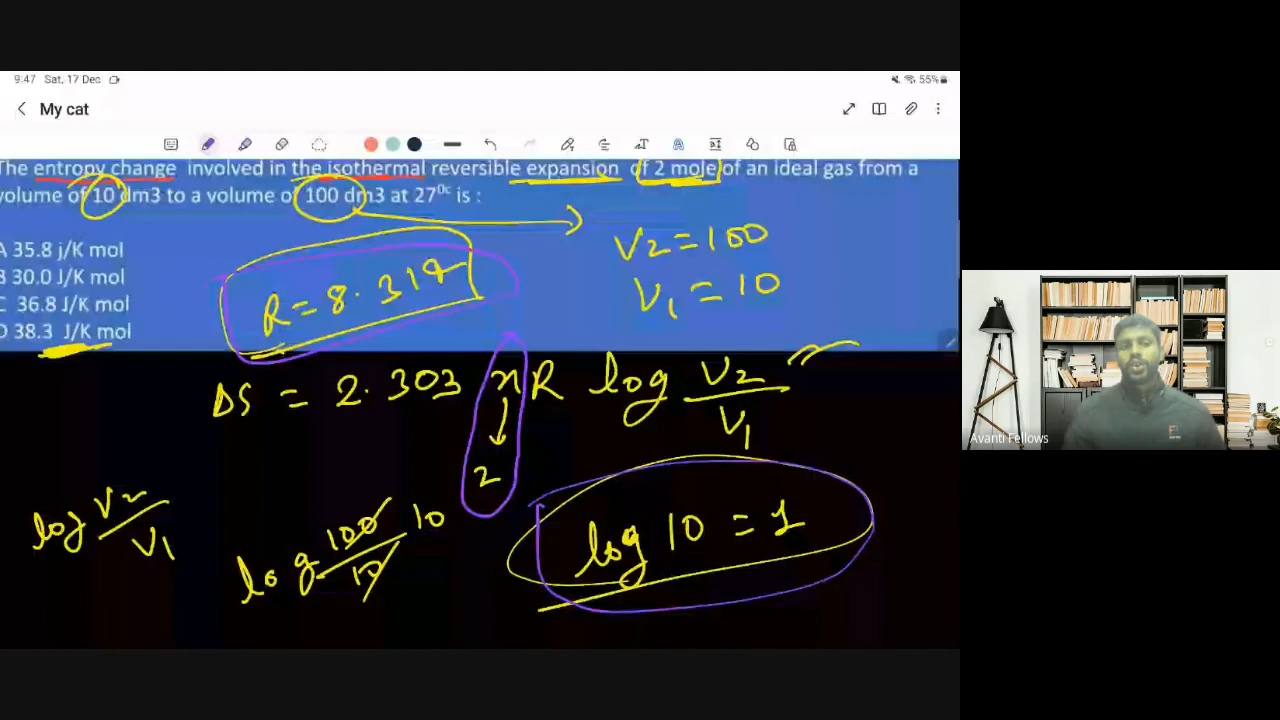 9:47 Sat, 17 Dec
55%
My cat
The entropy change involved in the isothermal reversible expansion of 2 mole of an ideal gas from a
volume of 10 dm3 to a volume of 100 dm3 at 27⁰ᶜ is :
A 35.8 j/K mol
B 30.0 J/K mol
C 36.8 J/K mol
D 38.3 J/K mol
R = 8.314
V2 = 100
V1 = 10
ΔS = 2.303 n R log V2/V1
2
log V2/V1
log 100/10 10
log 10 = 1
Avanti Fellows